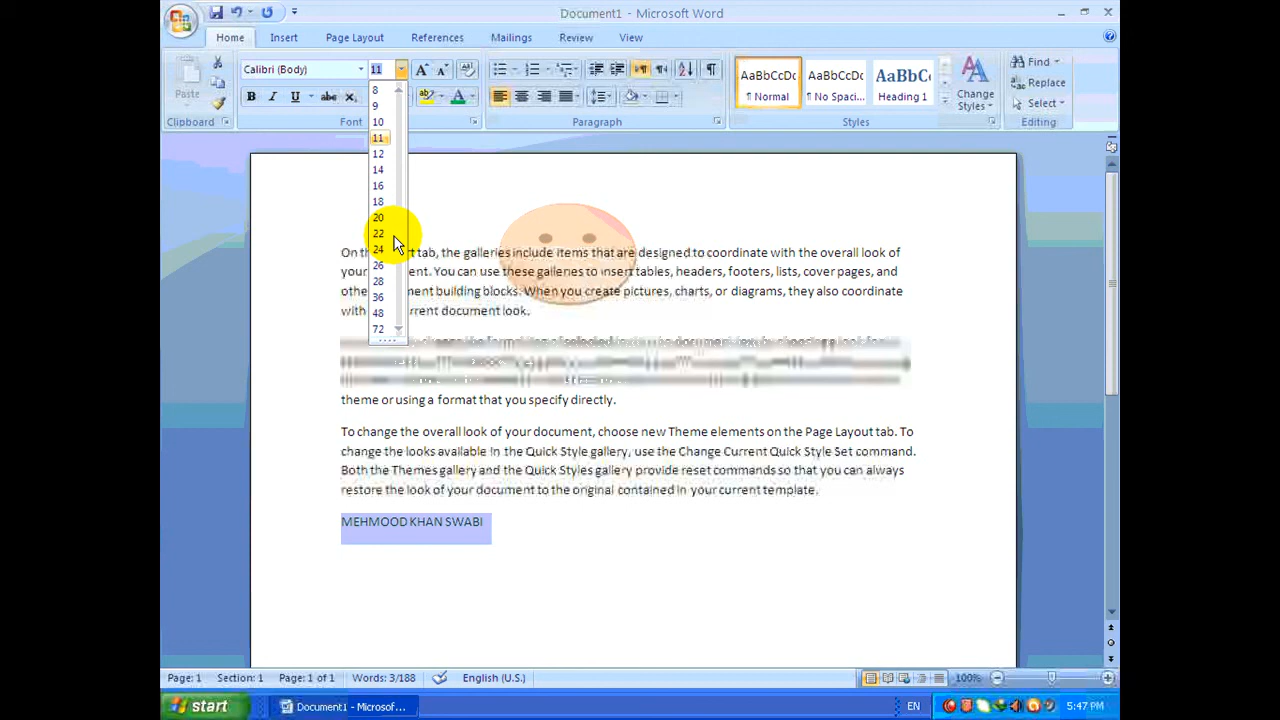 Document1 - Microsoft Word
Home Insert Page Layout References Mailings Review View
Calibri (Body) 11
Paste
B I U abc x
ab A
AaBbCcDc AaBbCcDc AaBbC
¶ Normal ¶ No Spaci... Heading 1
Change Styles
Find
Replace
Select
Clipboard Font Paragraph Styles Editing
8
9
10
11
12
14
16
18
20
22
24
26
28
36
48
72
On th rt tab, the galleries include items that are designed to coordinate with the overall look of
your ent. You can use these galleries to insert tables, headers, footers, lists, cover pages, and
othe ment building blocks. When you create pictures, charts, or diagrams, they also coordinate
with rrent document look.
theme or using a format that you specify directly.
To change the overall look of your document, choose new Theme elements on the Page Layout tab. To
change the looks available in the Quick Style gallery, use the Change Current Quick Style Set command.
Both the Themes gallery and the Quick Styles gallery provide reset commands so that you can always
restore the look of your document to the original contained in your current template.
MEHMOOD KHAN SWABI
Page: 1 Section: 1 Page: 1 of 1 Words: 3/188 English (U.S.) 100%
start Document1 - Microsof... EN 5:47 PM